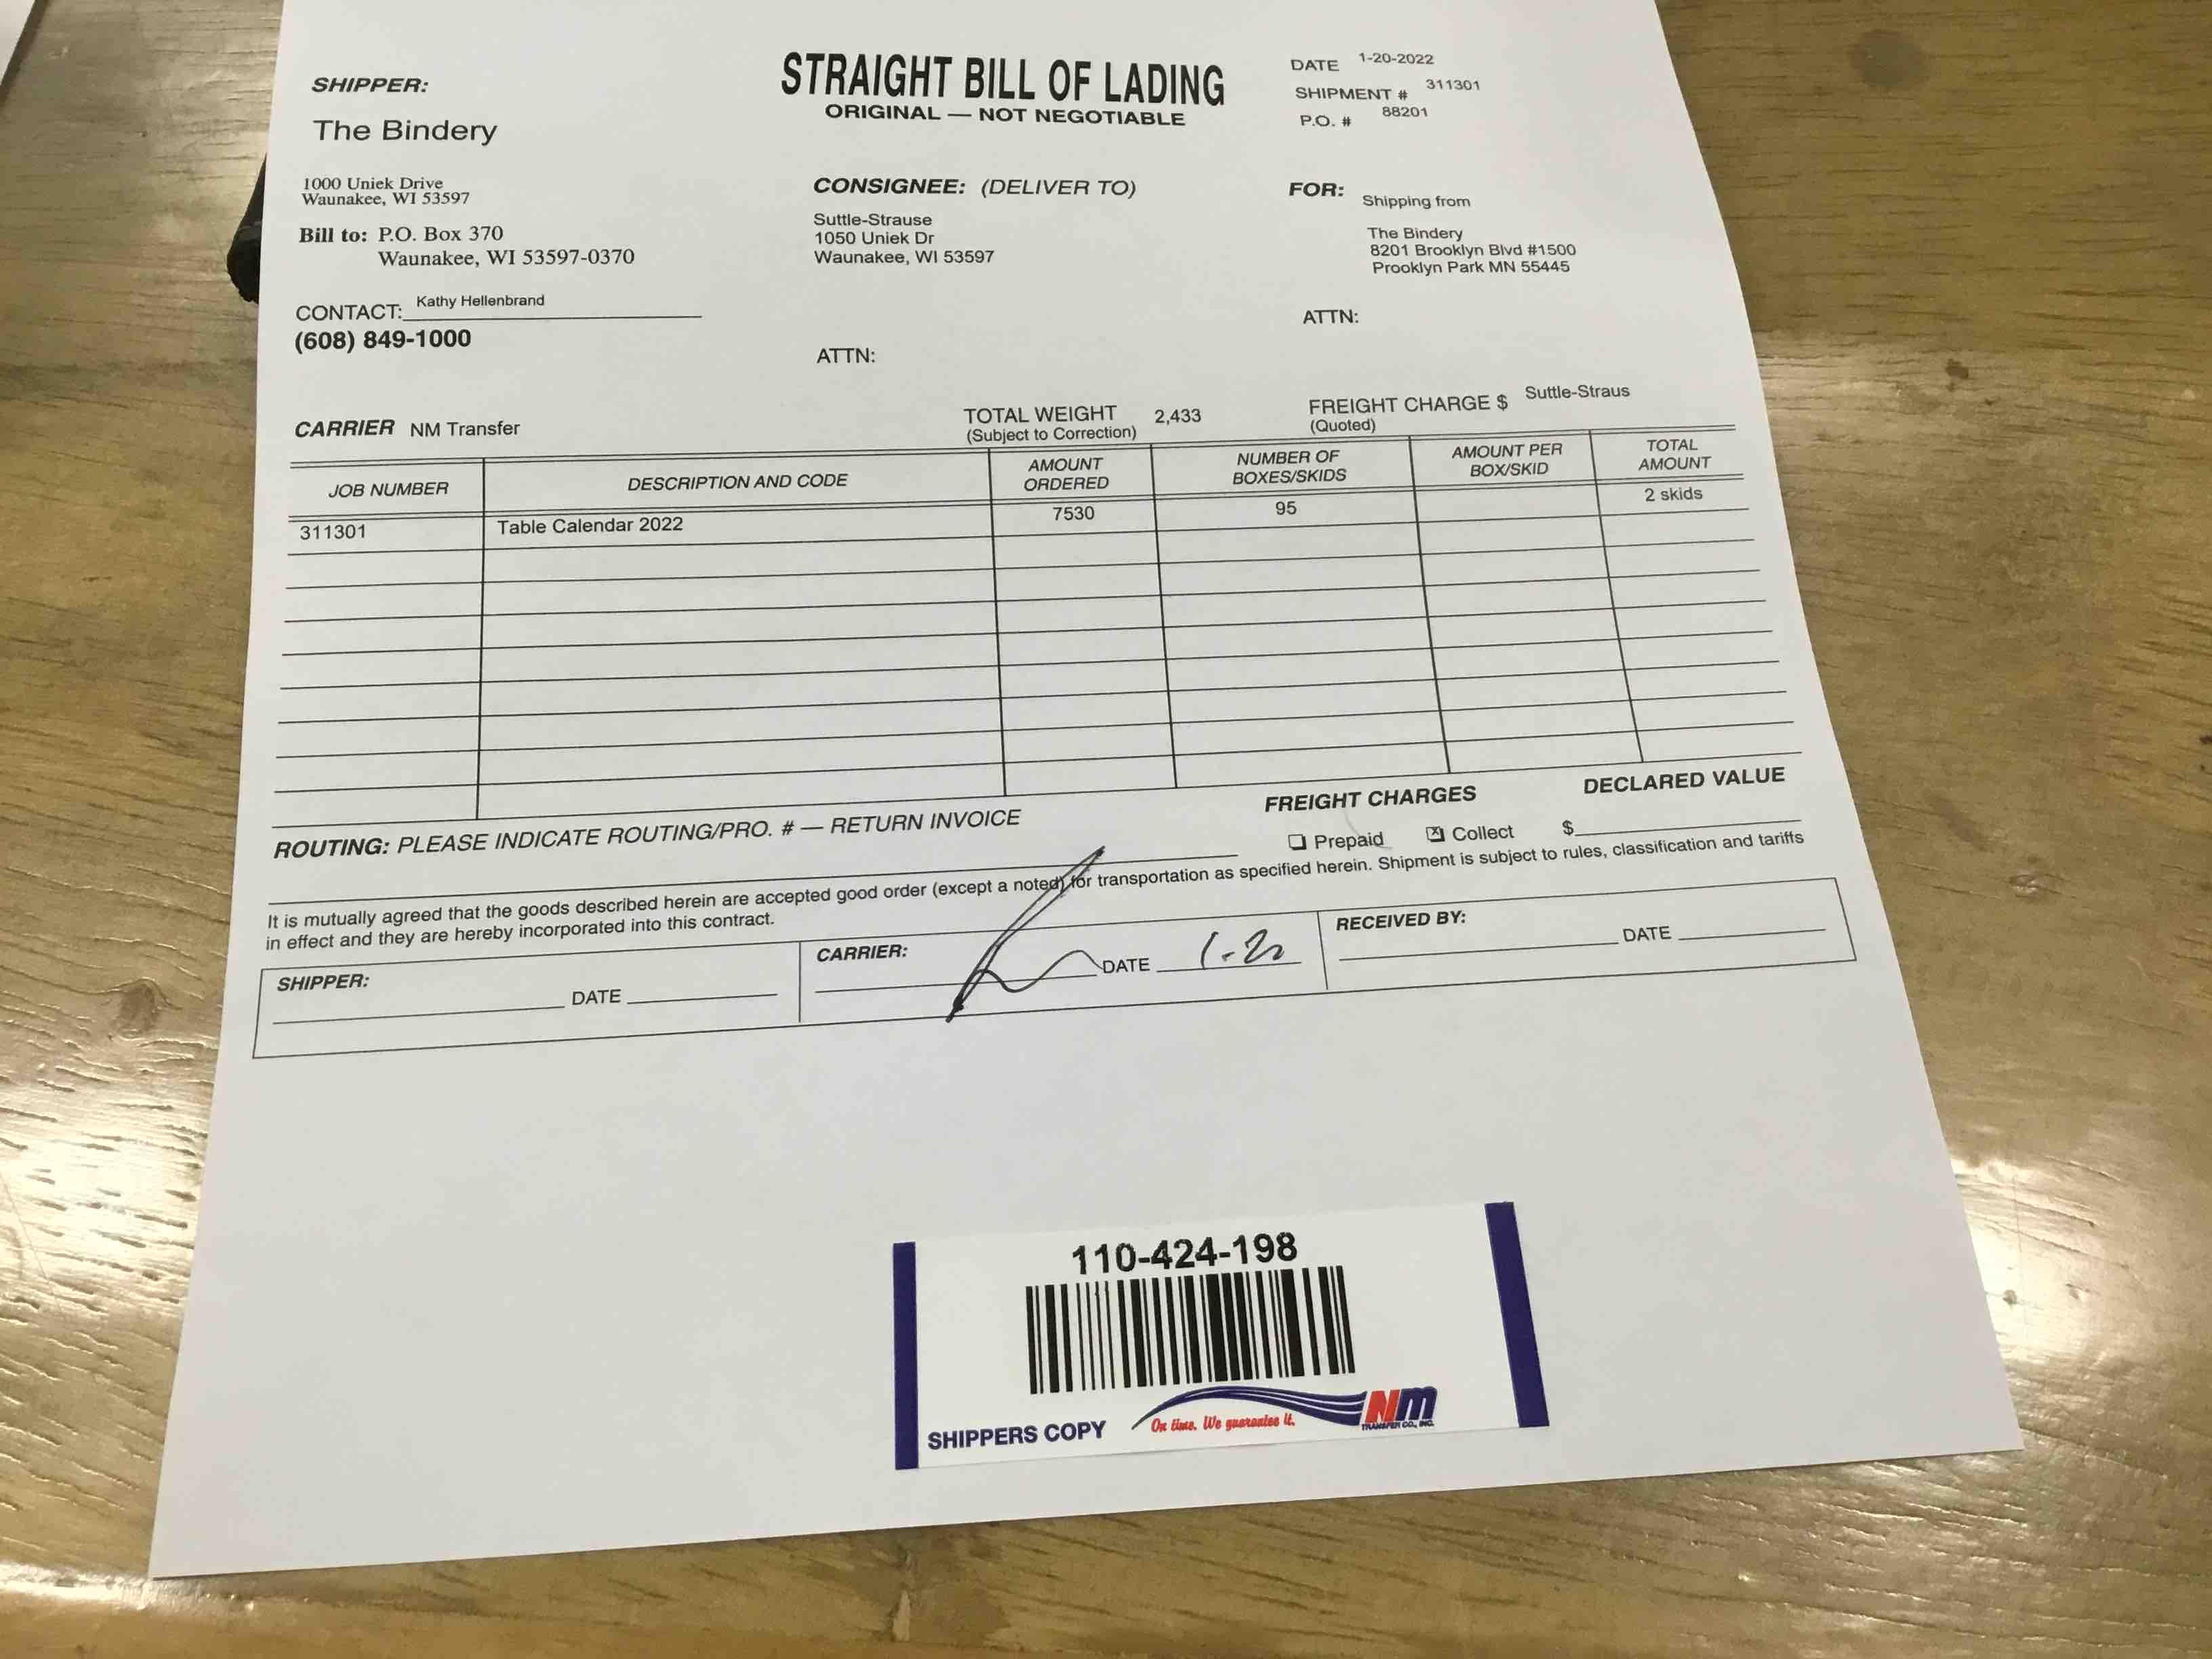 STRAIGHT BILL OF LADING
ORIGINAL — NOT NEGOTIABLE
DATE 1-20-2022
SHIPMENT # 311301
P.O. # 88201
SHIPPER:
The Bindery
1000 Uniek Drive
Waunakee, WI 53597
Bill to: P.O. Box 370
Waunakee, WI 53597-0370
CONTACT: Kathy Hellenbrand
(608) 849-1000
CONSIGNEE: (DELIVER TO)
Suttle-Strause
1050 Uniek Dr
Waunakee, WI 53597
ATTN:
FOR: Shipping from
The Bindery
8201 Brooklyn Blvd #1500
Prooklyn Park MN 55445
ATTN:
CARRIER NM Transfer
TOTAL WEIGHT 2,433
(Subject to Correction)
FREIGHT CHARGE $ Suttle-Straus
(Quoted)
JOB NUMBER
DESCRIPTION AND CODE
AMOUNT
ORDERED
NUMBER OF
BOXES/SKIDS
AMOUNT PER
BOX/SKID
TOTAL
AMOUNT
311301 Table Calendar 2022 7530 95 2 skids
ROUTING: PLEASE INDICATE ROUTING/PRO. # — RETURN INVOICE
FREIGHT CHARGES
DECLARED VALUE
Prepaid Collect $
It is mutually agreed that the goods described herein are accepted good order (except a noted) for transportation as specified herein. Shipment is subject to rules, classification and tariffs
in effect and they are hereby incorporated into this contract.
SHIPPER: DATE
CARRIER: DATE 1-20
RECEIVED BY: DATE
110-424-198
SHIPPERS COPY
On time. We guarantee it.
NM
TRANSFER CO., INC.